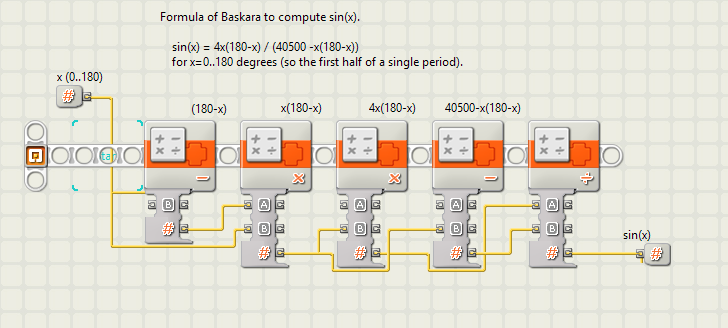 Formula of Baskara to compute sin(x).
sin(x) = 4x(180-x) / (40500 -x(180-x))
for x=0..180 degrees (so the first half of a single period).
x (0..180)
#
(180-x)
x(180-x)
4x(180-x)
40500-x(180-x)
B
A
A
A
A
#
B
B
B
B
#
#
#
#
sin(x)
#